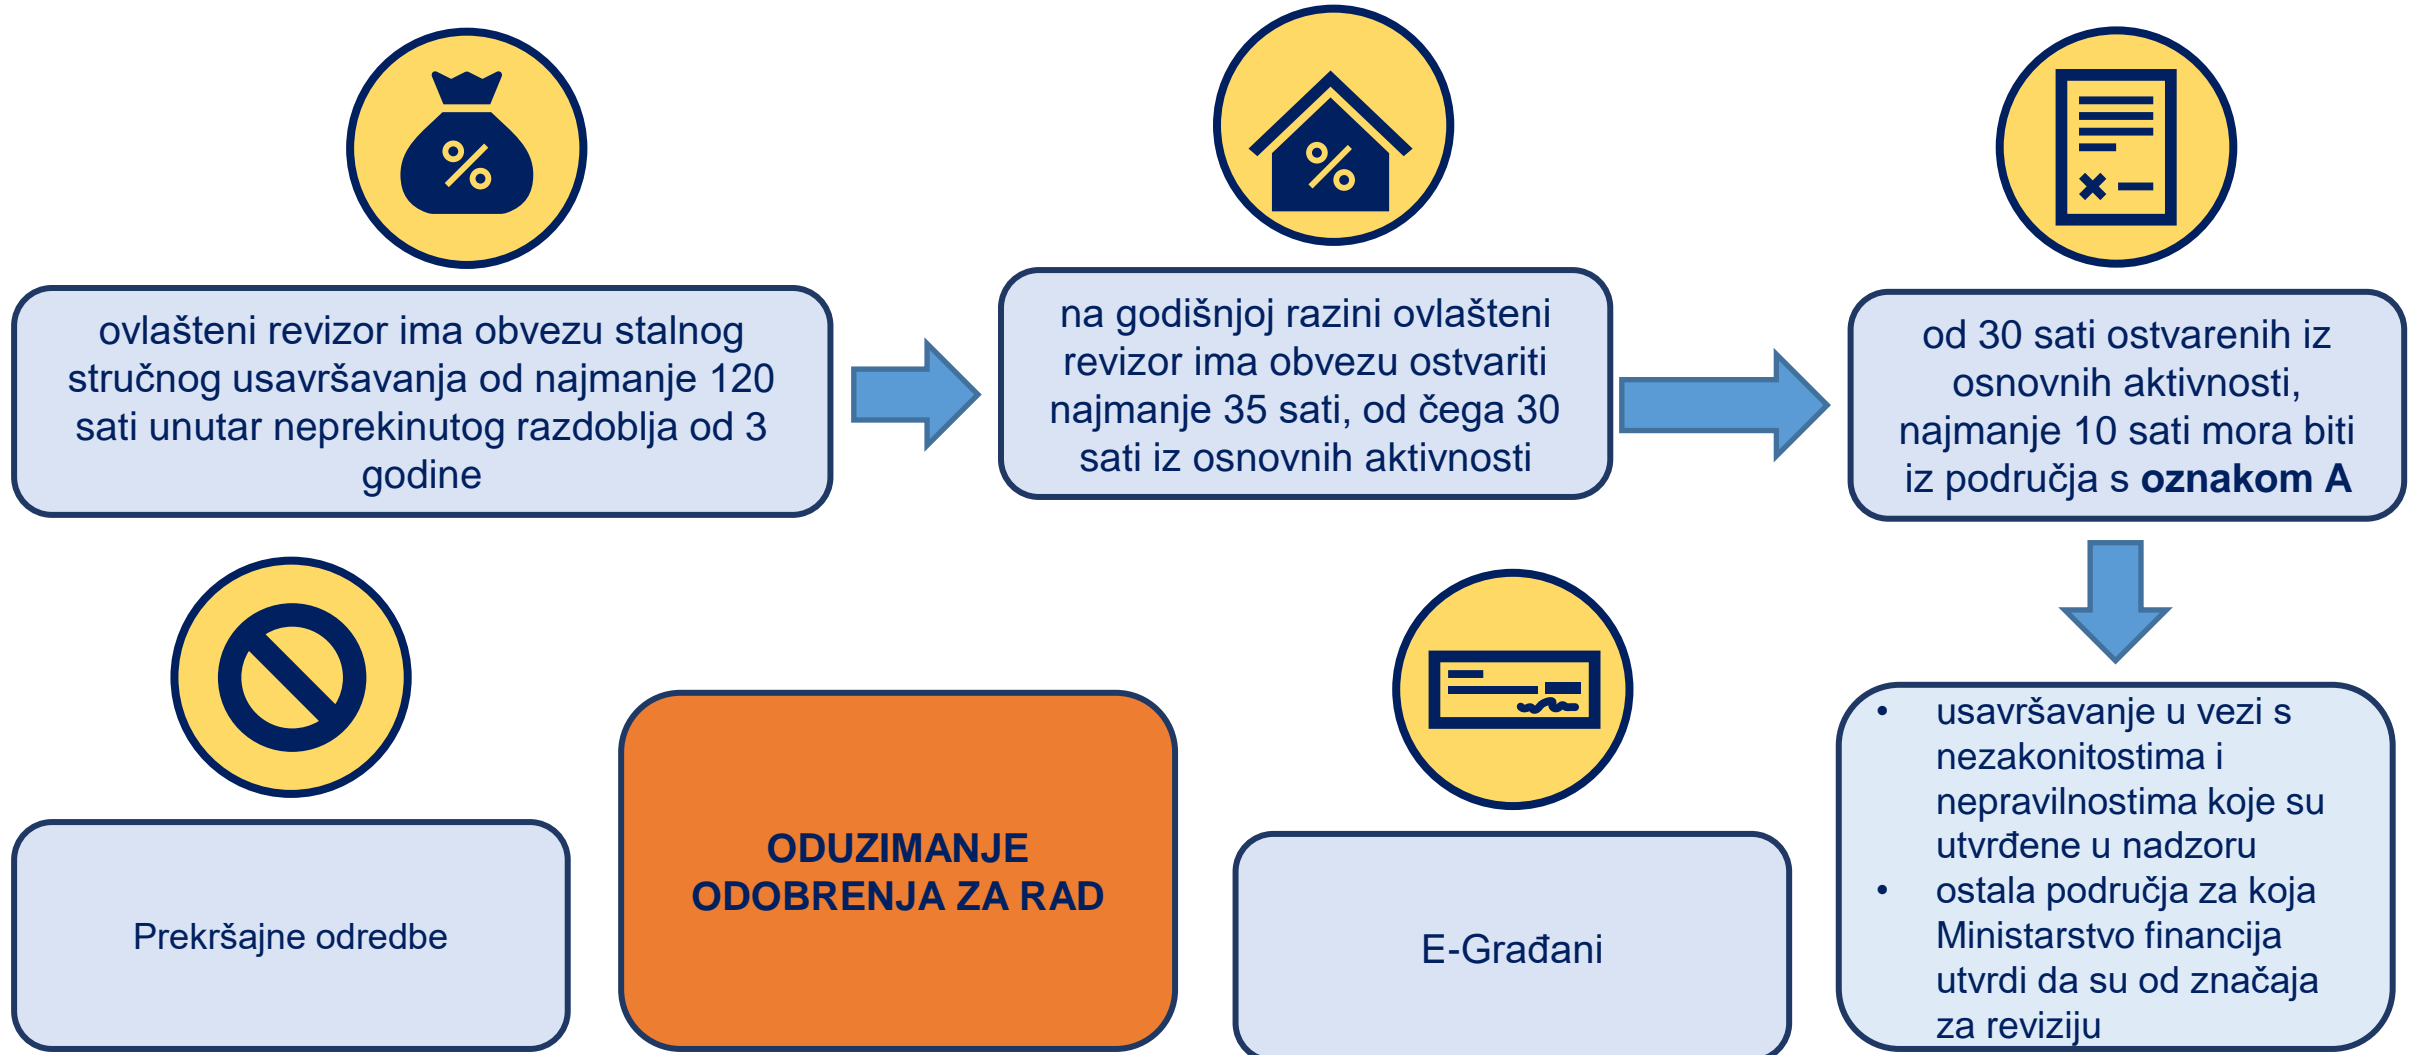 ovlašteni revizor ima obvezu stalnog
stručnog usavršavanja od najmanje 120
sati unutar neprekinutog razdoblja od 3
godine
na godišnjoj razini ovlašteni
revizor ima obvezu ostvariti
najmanje 35 sati, od čega 30
sati iz osnovnih aktivnosti
od 30 sati ostvarenih iz
osnovnih aktivnosti,
najmanje 10 sati mora biti
iz područja s oznakom A
• usavršavanje u vezi s
nezakonitostima i
nepravilnostima koje su
utvrđene u nadzoru
• ostala područja za koja
Ministarstvo financija
utvrdi da su od značaja
za reviziju
Prekršajne odredbe
ODUZIMANJE
ODOBRENJA ZA RAD
E-Građani